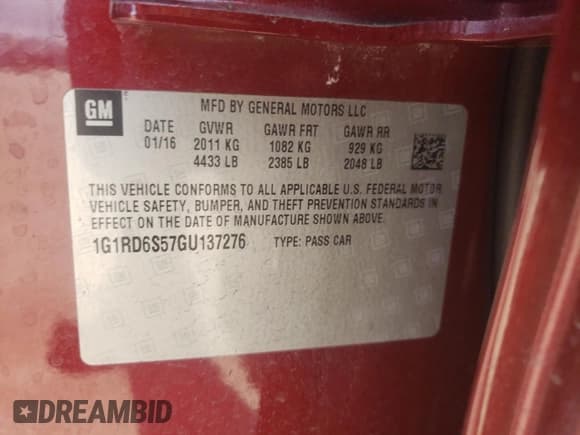 GM
MFD BY GENERAL MOTORS LLC
DATE GVWR GAWR FRT GAWR RR
01/16 2011 KG 1082 KG 929 KG
4433 LB 2385 LB 2048 LB
THIS VEHICLE CONFORMS TO ALL APPLICABLE U.S. FEDERAL MOTOR
VEHICLE SAFETY, BUMPER, AND THEFT PREVENTION STANDARDS IN
EFFECT ON THE DATE OF MANUFACTURE SHOWN ABOVE.
1G1RD6S57GU137276 TYPE: PASS CAR
DREAMBID